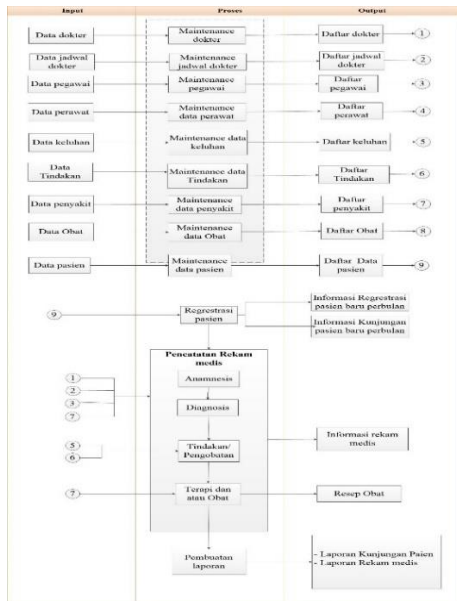 Input Proses Output
Data dokter
Maintenance
dokter
Daftar dokter
1
Data jadwal
dokter
Maintenance
jadwal dokter
Daftar jadwal
dokter
2
Data pegawai
Maintenance
pegawai
Daftar
pegawai
3
Data perawat
Maintenance
data perawat
Daftar
perawat
4
Data keluhan
Maintenance data
keluhan
Daftar keluhan
5
Data
Tindakan
Maintenance data
Tindakan
Daftar
Tindakan
6
Data penyakit
Maintenance
data penyakit
Daftar
penyakit
7
Data Obat
Maintenance
data Obat
Daftar Obat
8
Data pasien
Maintenance
data pasien
Daftar Data
pasien
9
9
Regrestrasi
pasien
Informasi Regrestrasi
pasien baru perbulan
Informasi Kunjungan
pasien baru perbulan
Pencatatan Rekam
medis
1
2
3
7
Anamnesis
Diagnosis
5
6
Tindakan/
Pengobatan
Informasi rekam
medis
7
Terapi dan
atau Obat
Resep Obat
Pembuatan
laporan
- Laporan Kunjungan Paien
- Laporan Rekam medis